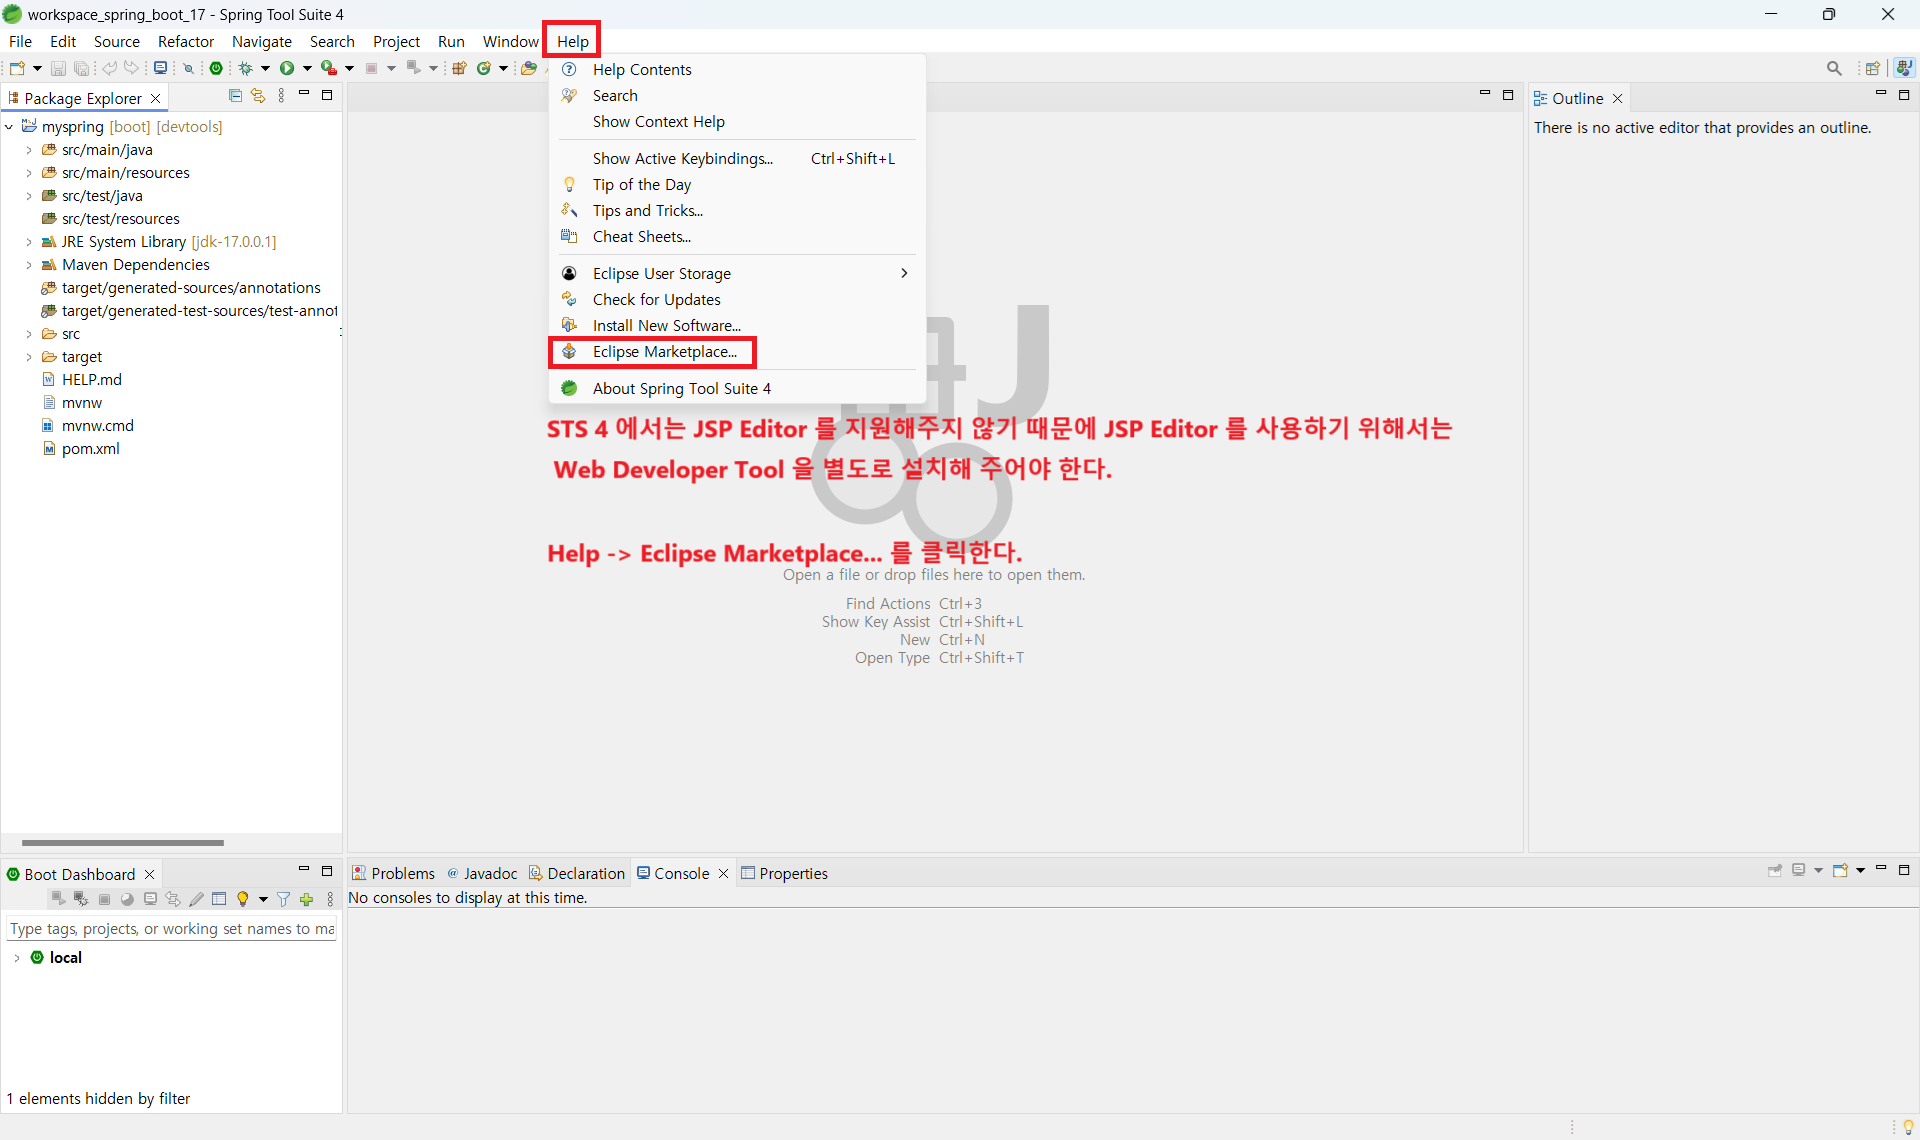 workspace_spring_boot_17 - Spring Tool Suite 4
File Edit Source Refactor Navigate Search Project Run Window Help
Package Explorer
myspring [boot] [devtools]
src/main/java
src/main/resources
src/test/java
src/test/resources
JRE System Library [jdk-17.0.0.1]
Maven Dependencies
target/generated-sources/annotations
target/generated-test-sources/test-annot
src
target
HELP.md
mvnw
mvnw.cmd
pom.xml
Help Contents
Search
Show Context Help
Show Active Keybindings... Ctrl+Shift+L
Tip of the Day
Tips and Tricks...
Cheat Sheets...
Eclipse User Storage
Check for Updates
Install New Software...
Eclipse Marketplace...
About Spring Tool Suite 4
STS 4 에서는 JSP Editor 를 지원해주지 않기 때문에 JSP Editor 를 사용하기 위해서는
Web Developer Tool 을 별도로 설치해 주어야 한다.
Help -> Eclipse Marketplace... 를 클릭한다.
Open a file or drop files here to open them.
Find Actions Ctrl+3
Show Key Assist Ctrl+Shift+L
New Ctrl+N
Open Type Ctrl+Shift+T
Outline
There is no active editor that provides an outline.
Boot Dashboard
Type tags, projects, or working set names to ma
local
1 elements hidden by filter
Problems Javadoc Declaration Console Properties
No consoles to display at this time.